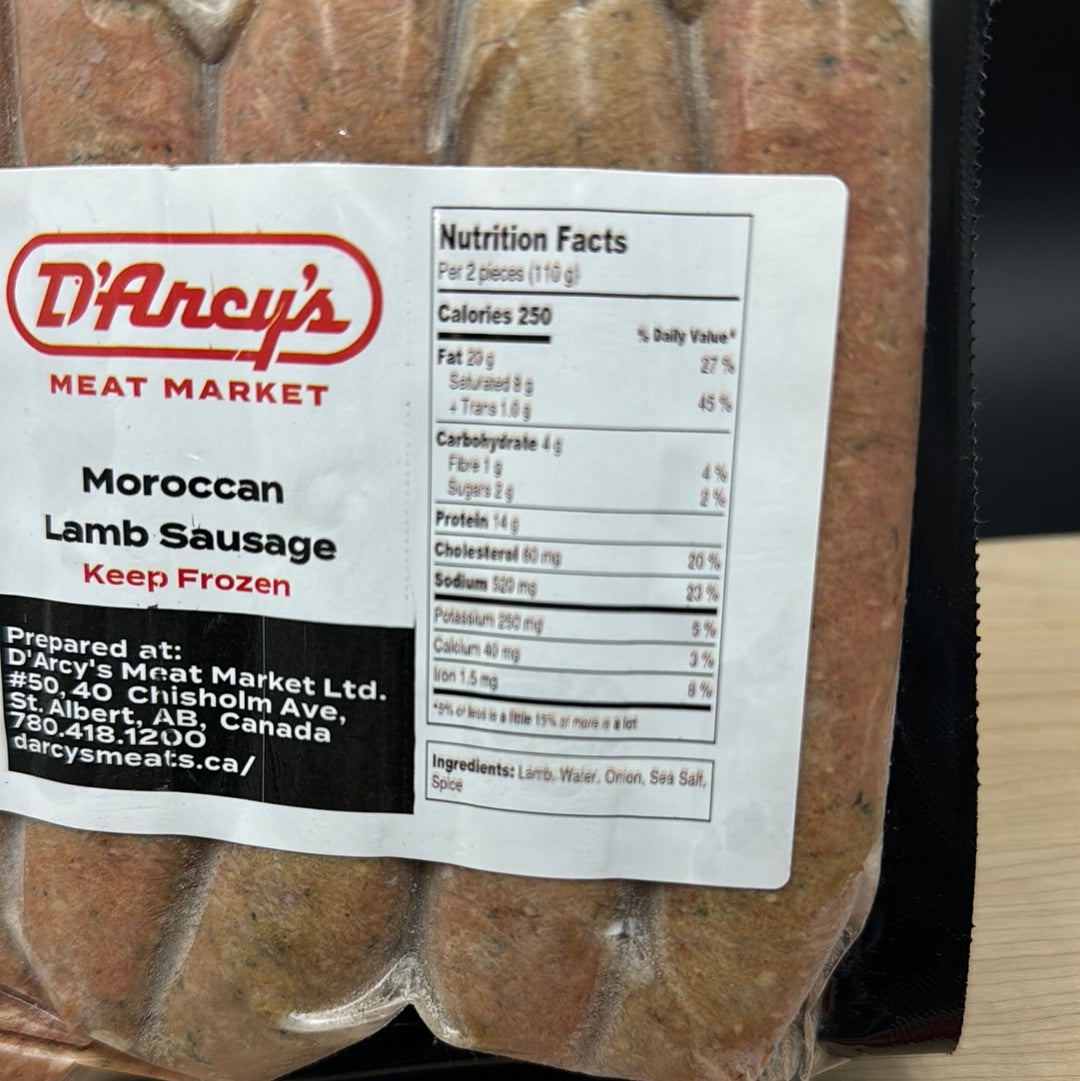 D'Arcy's
MEAT MARKET
Moroccan
Lamb Sausage
Keep Frozen
Prepared at:
D'Arcy's Meat Market Ltd.
#50, 40 Chisholm Ave,
St. Albert, AB, Canada
780.418.1200
darcysmeats.ca/
Nutrition Facts
Per 2 pieces (110 g)
Calories 250
% Daily Value*
Fat 20 g 27 %
Saturated 8 g
+ Trans 1.0 g 45 %
Carbohydrate 4 g
Fibre 1 g 4 %
Sugars 2 g 2 %
Protein 14 g
Cholesterol 60 mg 20 %
Sodium 520 mg 23 %
Potassium 250 mg 5 %
Calcium 40 mg 3 %
Iron 1.5 mg 8 %
*5% or less is a little 15% or more is a lot
Ingredients: Lamb, Water, Onion, Sea Salt,
Spice